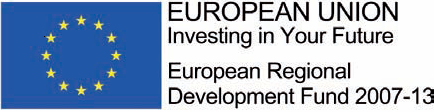 EUROPEAN UNION
Investing in Your Future
European Regional
Development Fund 2007-13